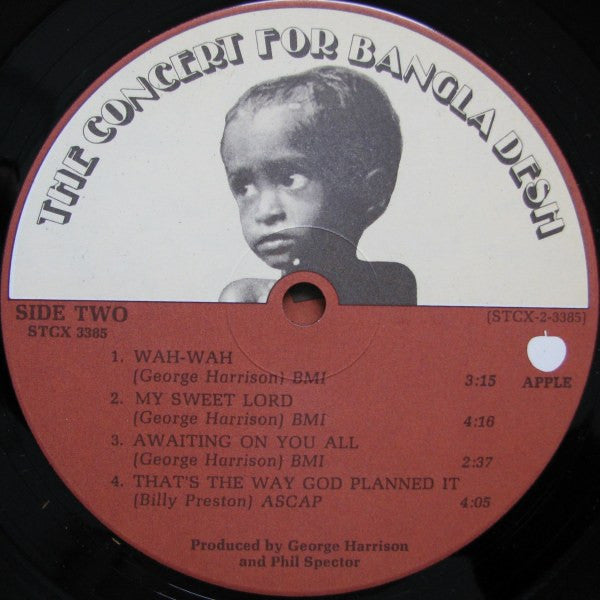 THE CONCERT FOR BANGLA DESH
SIDE TWO
STCX 3385
(STCX-2-3385)
1. WAH-WAH
(George Harrison) BMI 3:15
APPLE
2. MY SWEET LORD
(George Harrison) BMI 4:16
3. AWAITING ON YOU ALL
(George Harrison) BMI 2:37
4. THAT'S THE WAY GOD PLANNED IT
(Billy Preston) ASCAP 4:05
Produced by George Harrison
and Phil Spector